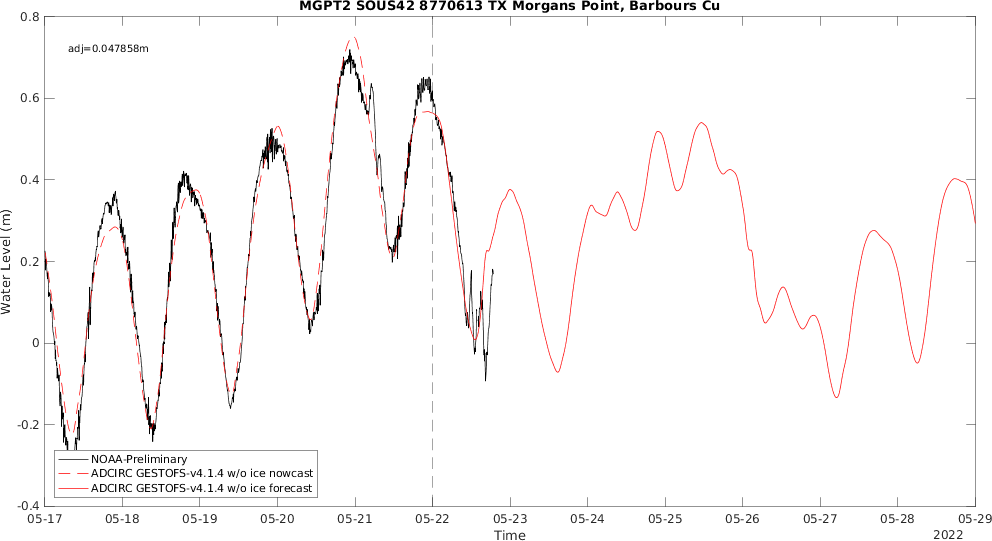 MGPT2 SOUS42 8770613 TX Morgans Point, Barbours Cu
adj=0.047858m
0.8
0.6
0.4
0.2
0
-0.2
-0.4
Water Level (m)
NOAA-Preliminary
ADCIRC GESTOFS-v4.1.4 w/o ice nowcast
ADCIRC GESTOFS-v4.1.4 w/o ice forecast
05-17 05-18 05-19 05-20 05-21 05-22 05-23 05-24 05-25 05-26 05-27 05-28 05-29
Time
2022